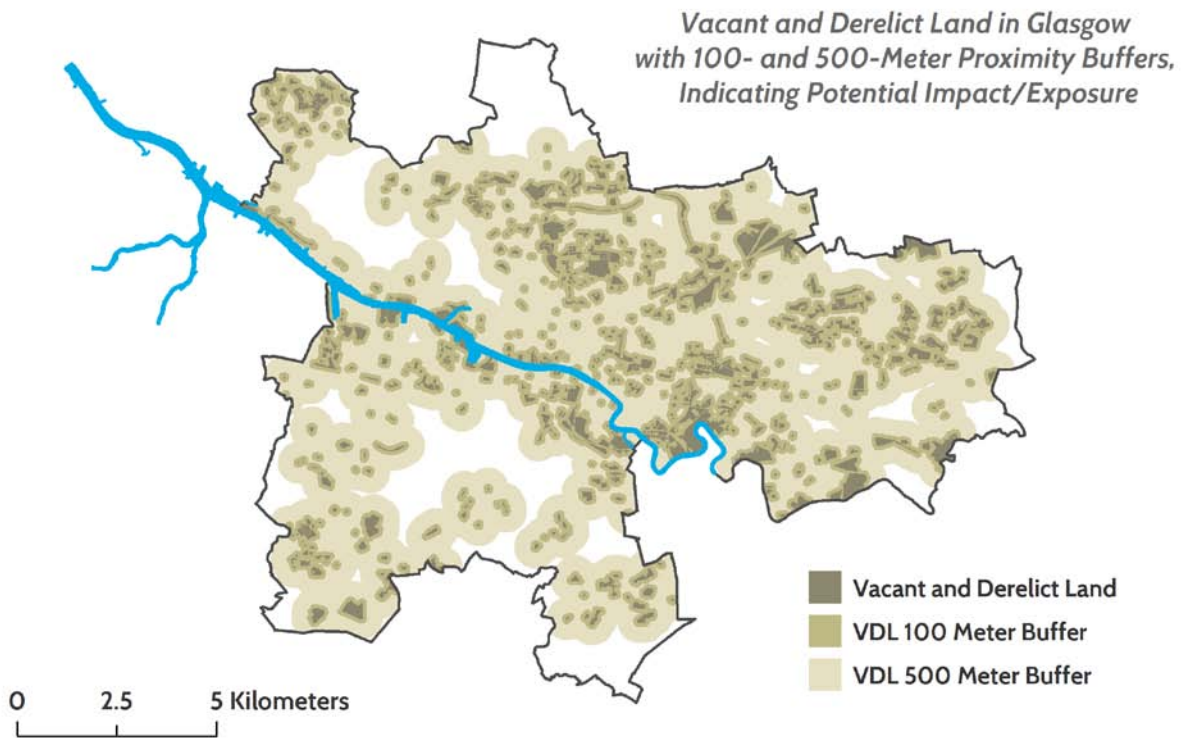 Vacant and Derelict Land in Glasgow
with 100- and 500-Meter Proximity Buffers,
Indicating Potential Impact/Exposure
Vacant and Derelict Land
VDL 100 Meter Buffer
VDL 500 Meter Buffer
0 2.5 5 Kilometers